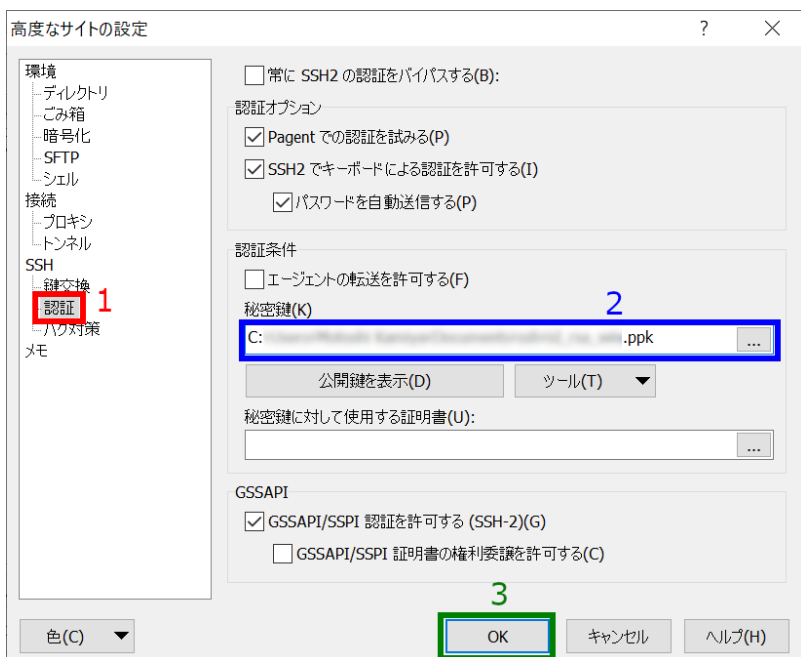 高度なサイトの設定
?
環境
ディレクトリ
ごみ箱
暗号化
SFTP
シェル
接続
プロキシ
トンネル
SSH
鍵交換
認証
1
バグ対策
メモ
常に SSH2 の認証をバイパスする(B):
認証オプション
Pagent での認証を試みる(P)
SSH2 でキーボードによる認証を許可する(I)
パスワードを自動送信する(P)
認証条件
エージェントの転送を許可する(F)
秘密鍵(K)
2
C: .ppk
...
公開鍵を表示(D)
ツール(T)
秘密鍵に対して使用する証明書(U):
...
GSSAPI
GSSAPI/SSPI 認証を許可する (SSH-2)(G)
GSSAPI/SSPI 証明書の権利委譲を許可する(C)
3
色(C)
OK
キャンセル
ヘルプ(H)